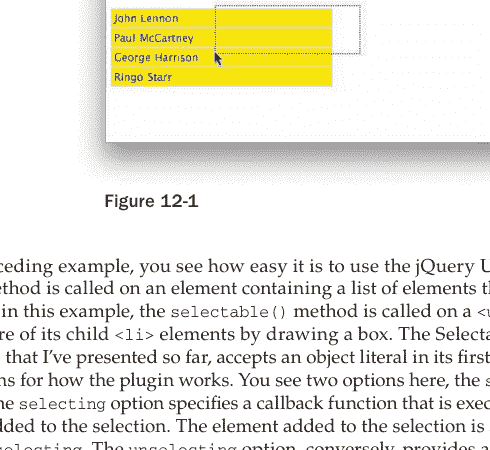 John Lennon
Paul McCartney
George Harrison
Ringo Starr
Figure 12-1
ceding example, you see how easy it is to use the jQuery U
ethod is called on an element containing a list of elements t
in this example, the selectable() method is called on a <u
re of its child <li> elements by drawing a box. The Selecta
that I've presented so far, accepts an object literal in its first
ns for how the plugin works. You see two options here, the s
he selecting option specifies a callback function that is exec
dded to the selection. The element added to the selection is
selecting. The unselecting option, conversely, provides a